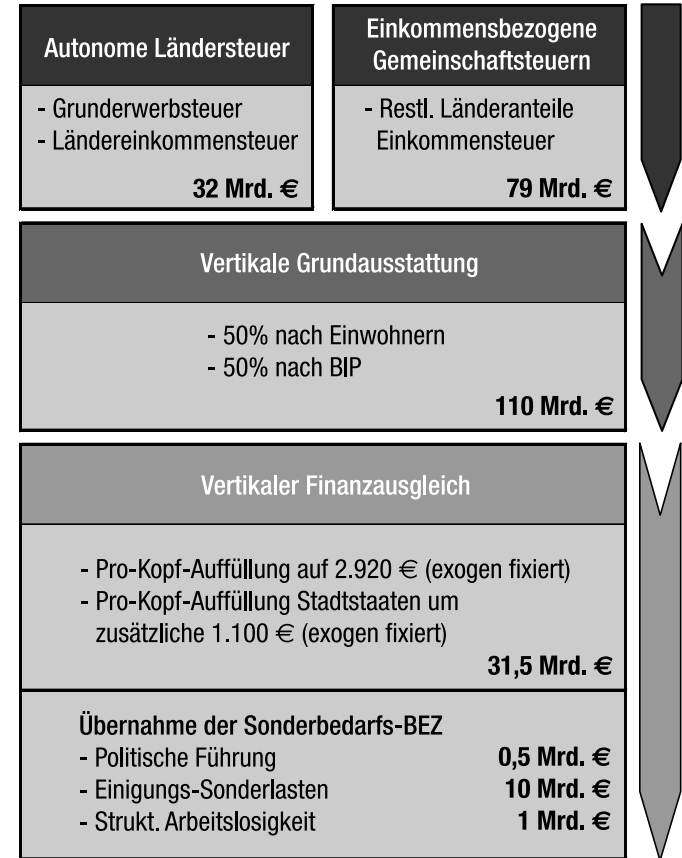 Autonome Ländersteuer
- Grunderwerbsteuer
- Ländereinkommensteuer
32 Mrd. €
Einkommensbezogene
Gemeinschaftsteuern
- Restl. Länderanteile
Einkommensteuer
79 Mrd. €
Vertikale Grundausstattung
- 50% nach Einwohnern
- 50% nach BIP
110 Mrd. €
Vertikaler Finanzausgleich
- Pro-Kopf-Auffüllung auf 2.920 € (exogen fixiert)
- Pro-Kopf-Auffüllung Stadtstaaten um
zusätzliche 1.100 € (exogen fixiert)
31,5 Mrd. €
Übernahme der Sonderbedarfs-BEZ
- Politische Führung 0,5 Mrd. €
- Einigungs-Sonderlasten 10 Mrd. €
- Strukt. Arbeitslosigkeit 1 Mrd. €